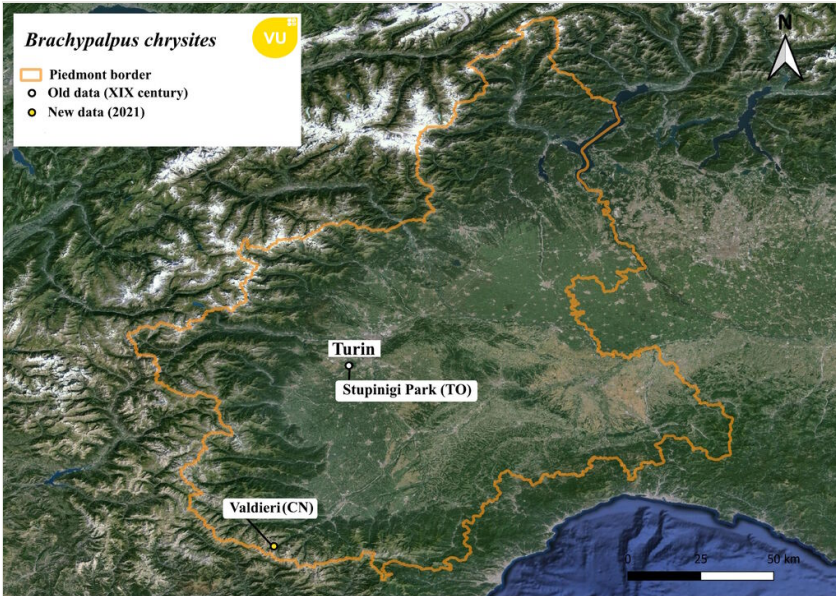 Brachypalpus chrysites
VU
Piedmont border
Old data (XIX century)
New data (2021)
N
Turin
Stupinigi Park (TO)
Valdieri (CN)
0 25 50 km